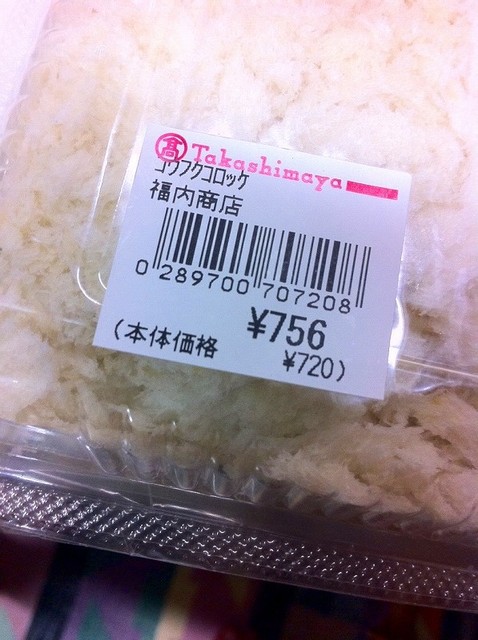 髙 Takashimaya
コウフクコロッケ
福内商店
0 289700 707208
¥756
(本体価格 ¥720)